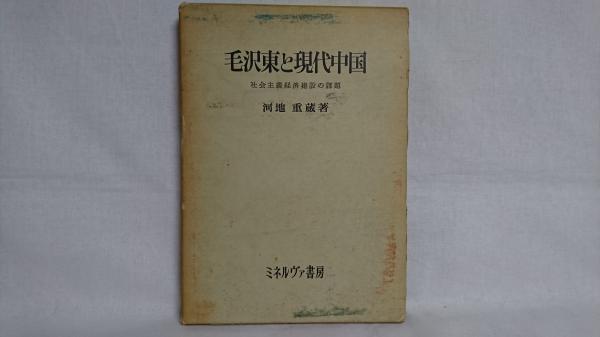 毛沢東と現代中国
社会主義経済建設の課題
河地 重蔵著
ミネルヴァ書房